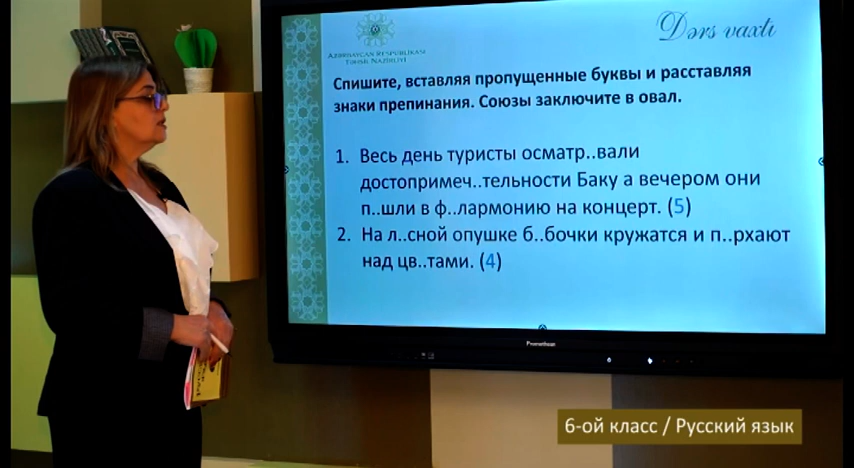 Dərs vaxtı
AZƏRBAYCAN RESPUBLİKASI
TƏHSİL NAZİRLİYİ
Спишите, вставляя пропущенные буквы и расставляя
знаки препинания. Союзы заключите в овал.
1. Весь день туристы осматр..вали
достопримеч..тельности Баку а вечером они
п..шли в ф..лармонию на концерт. (5)
2. На л..сной опушке б..бочки кружатся и п..рхают
над цв..тами. (4)
Promethean
6-ой класс / Русский язык